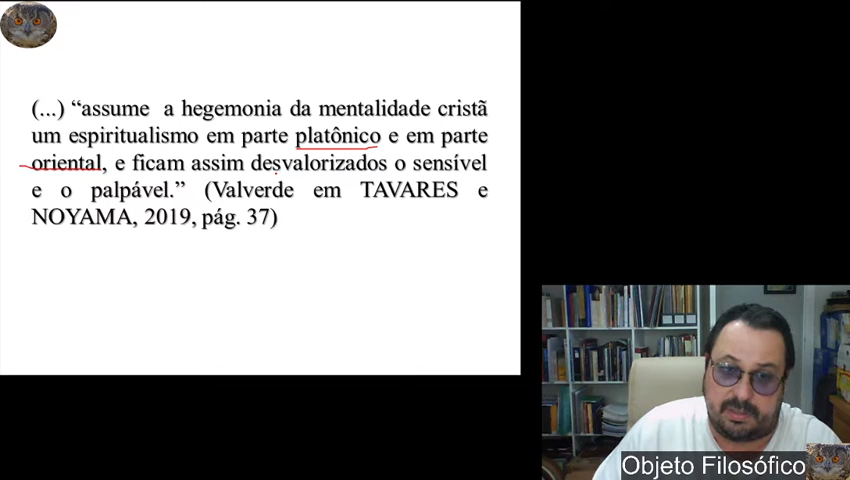 (...) “assume a hegemonia da mentalidade cristã
um espiritualismo em parte platônico e em parte
oriental, e ficam assim desvalorizados o sensível
e o palpável.” (Valverde em TAVARES e
NOYAMA, 2019, pág. 37)
Objeto Filosófico